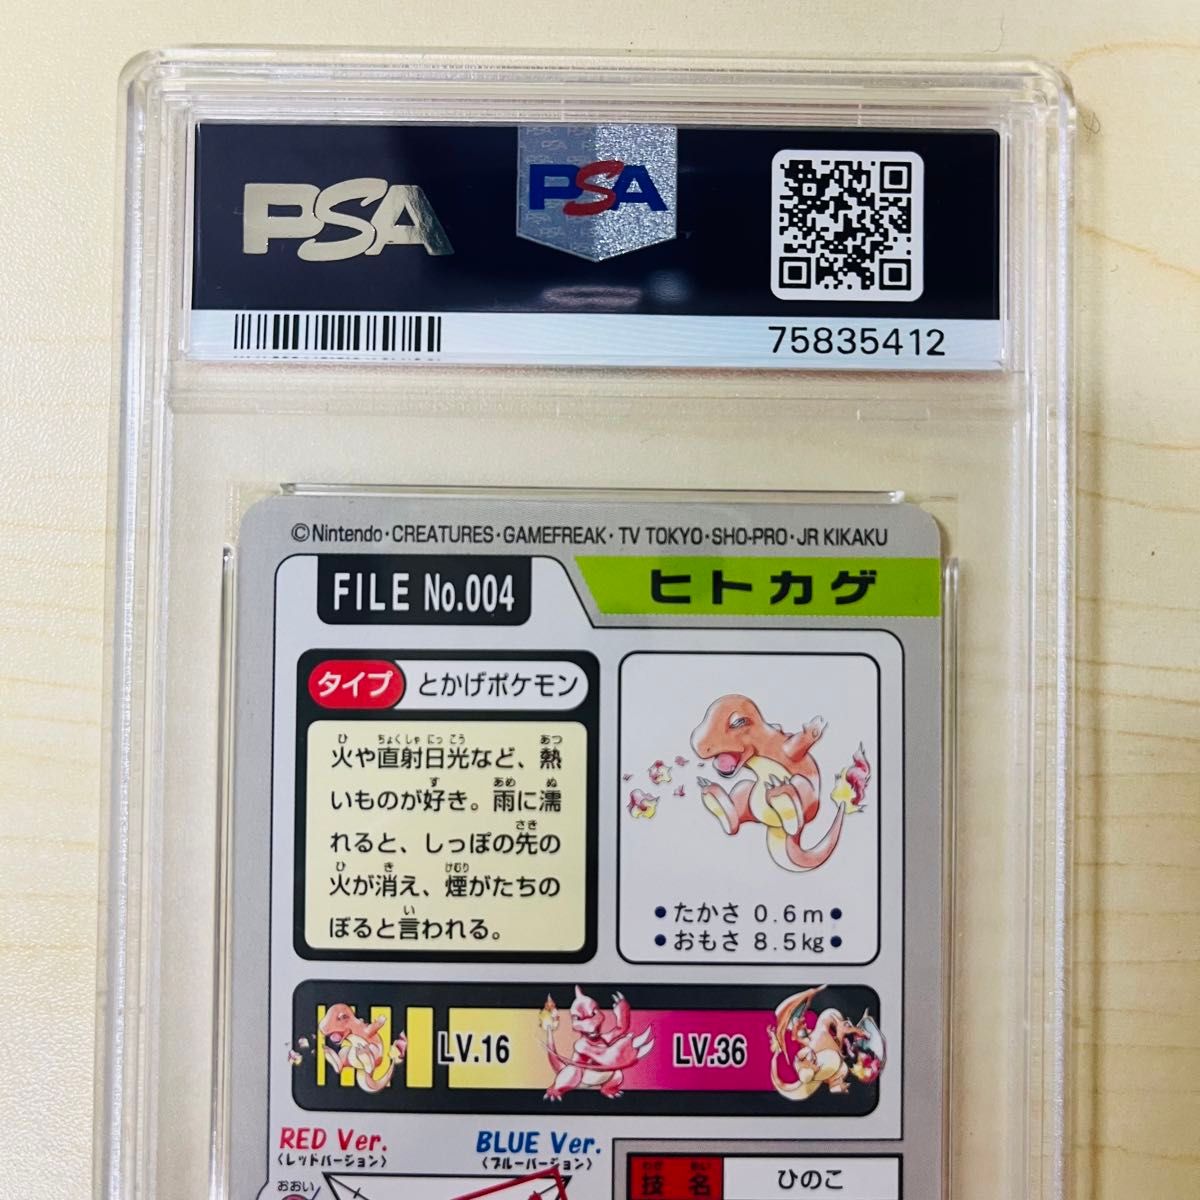 PSA
PSA
75835412
©Nintendo・CREATURES・GAMEFREAK・TV TOKYO・SHO-PRO・JR KIKAKU
FILE No.004
ヒトカゲ
タイプ とかげポケモン
火や直射日光など、熱
いものが好き。雨に濡
れると、しっぽの先の
火が消え、煙がたちの
ぼると言われる。
●たかさ 0.6m●
●おもさ 8.5kg●
LV.16
LV.36
RED Ver.
〈レッドバージョン〉
BLUE Ver.
〈ブルーバージョン〉
おおい
技名
ひのこ